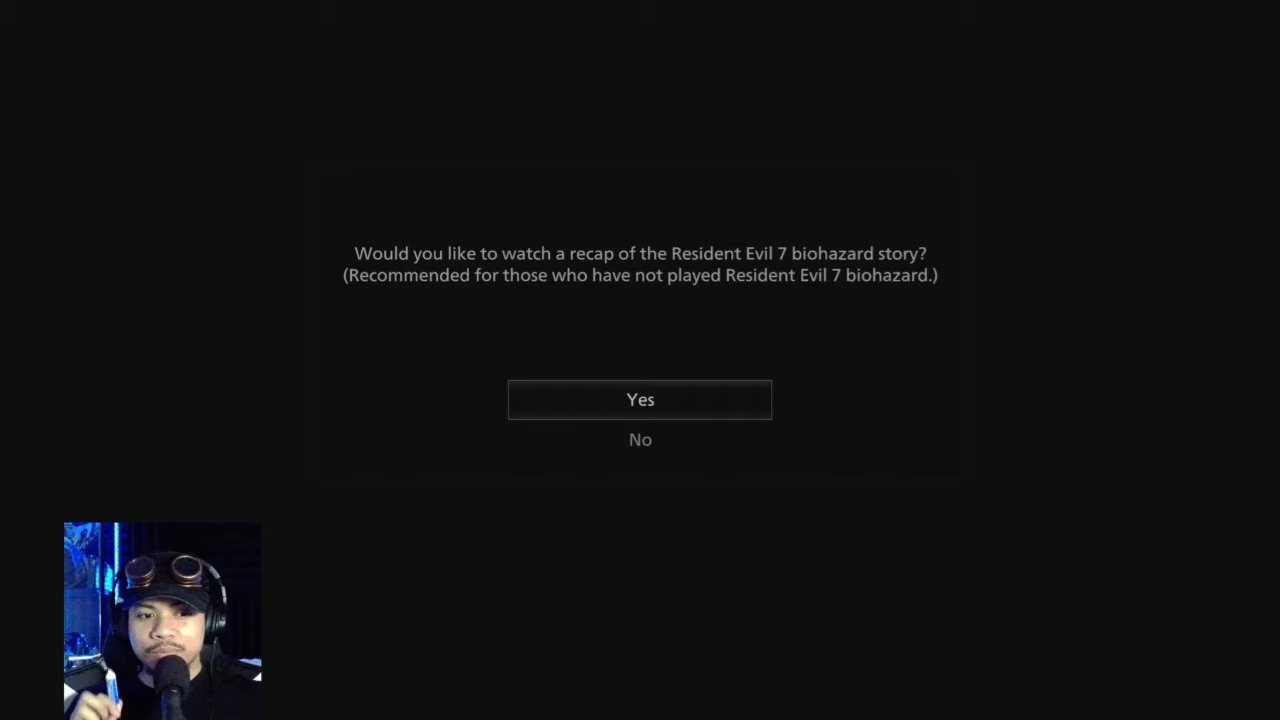 Would you like to watch a recap of the Resident Evil 7 biohazard story?
(Recommended for those who have not played Resident Evil 7 biohazard.)
Yes
No